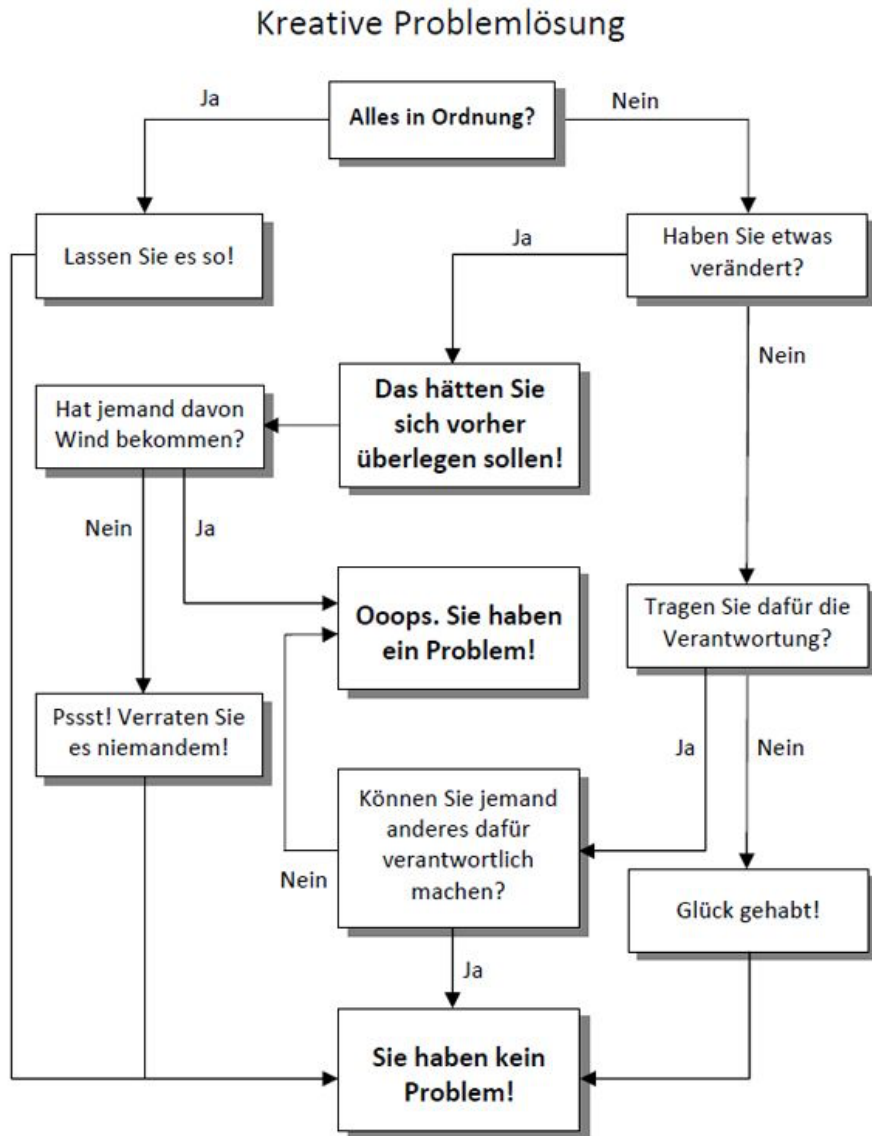 Kreative Problemlösung
Ja
Alles in Ordnung?
Nein
Lassen Sie es so!
Ja
Haben Sie etwas
verändert?
Nein
Das hätten Sie
sich vorher
überlegen sollen!
Hat jemand davon
Wind bekommen?
Nein
Ja
Ooops. Sie haben
ein Problem!
Tragen Sie dafür die
Verantwortung?
Pssst! Verraten Sie
es niemandem!
Ja
Nein
Können Sie jemand
anderes dafür
verantwortlich
machen?
Nein
Glück gehabt!
Ja
Sie haben kein
Problem!